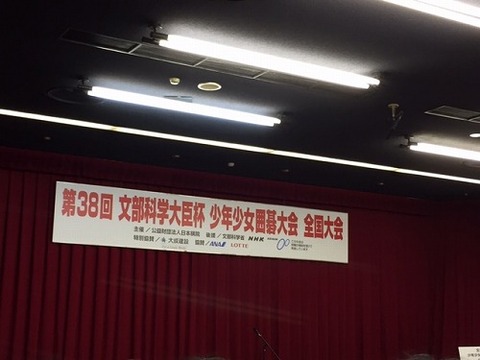 第38回 文部科学大臣杯 少年少女囲碁大会 全国大会
主催／公益財団法人日本棋院 後援／文部科学省 NHK
特別協賛／大成建設 協賛／ANA LOTTE